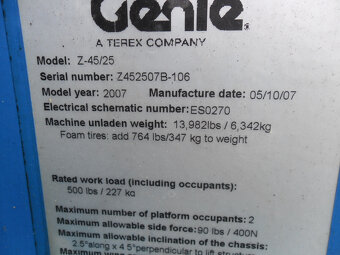 Genie.
A TEREX COMPANY
Model: Z-45/25
Serial number: Z452507B-106
Model year: 2007 Manufacture date: 05/10/07
Electrical schematic number: ES0270
Machine unladen weight: 13,982lbs / 6,342kg
Foam tires: add 764 lbs/347 kg to weight
Rated work load (including occupants):
500 lbs / 227 kg
Maximum number of platform occupants: 2
Maximum allowable side force: 90 lbs / 400N
Maximum allowable inclination of the chassis:
2.5°along x 4.5°perpendicular to lift struct
Maximum